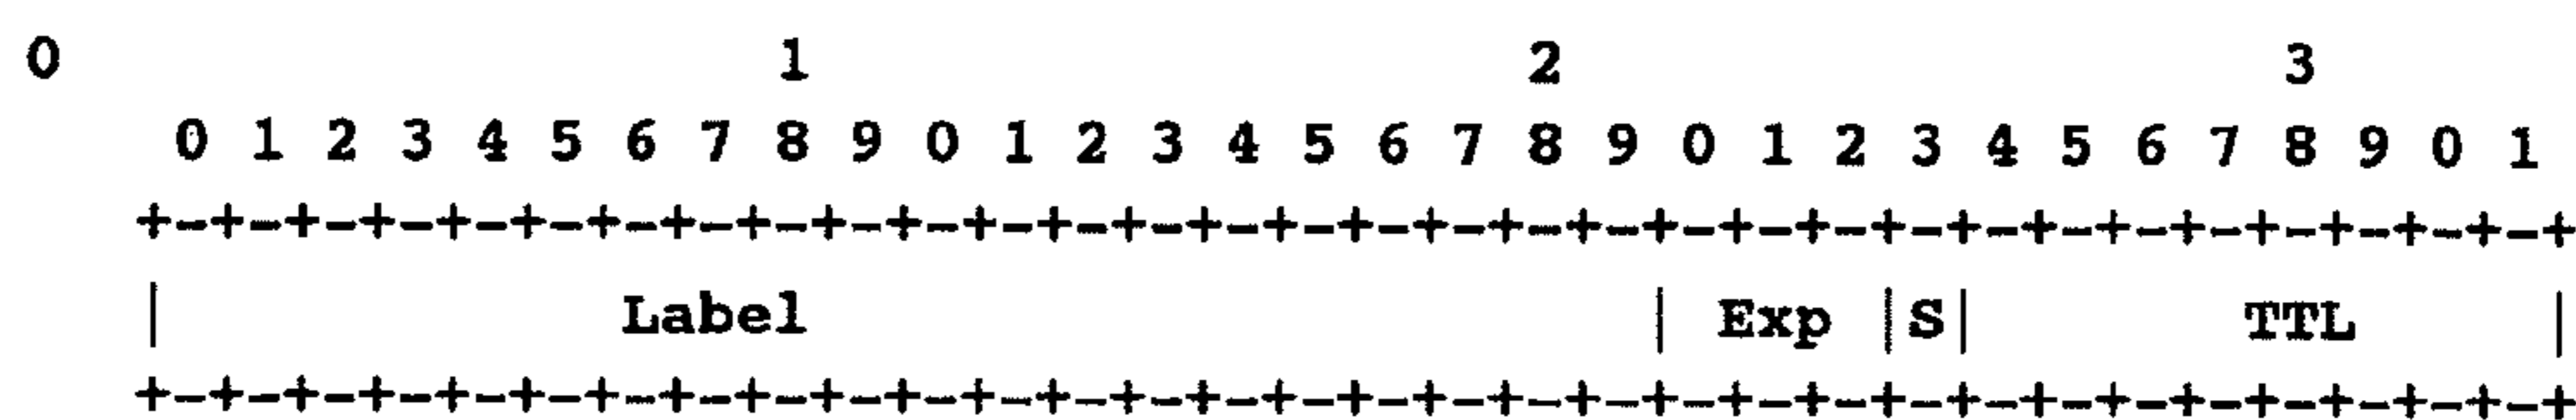 0                   1                   2                   3
    0 1 2 3 4 5 6 7 8 9 0 1 2 3 4 5 6 7 8 9 0 1 2 3 4 5 6 7 8 9 0 1
   +-+-+-+-+-+-+-+-+-+-+-+-+-+-+-+-+-+-+-+-+-+-+-+-+-+-+-+-+-+-+-+-+
   |            Label                      | Exp |S|       TTL     |
   +-+-+-+-+-+-+-+-+-+-+-+-+-+-+-+-+-+-+-+-+-+-+-+-+-+-+-+-+-+-+-+-+